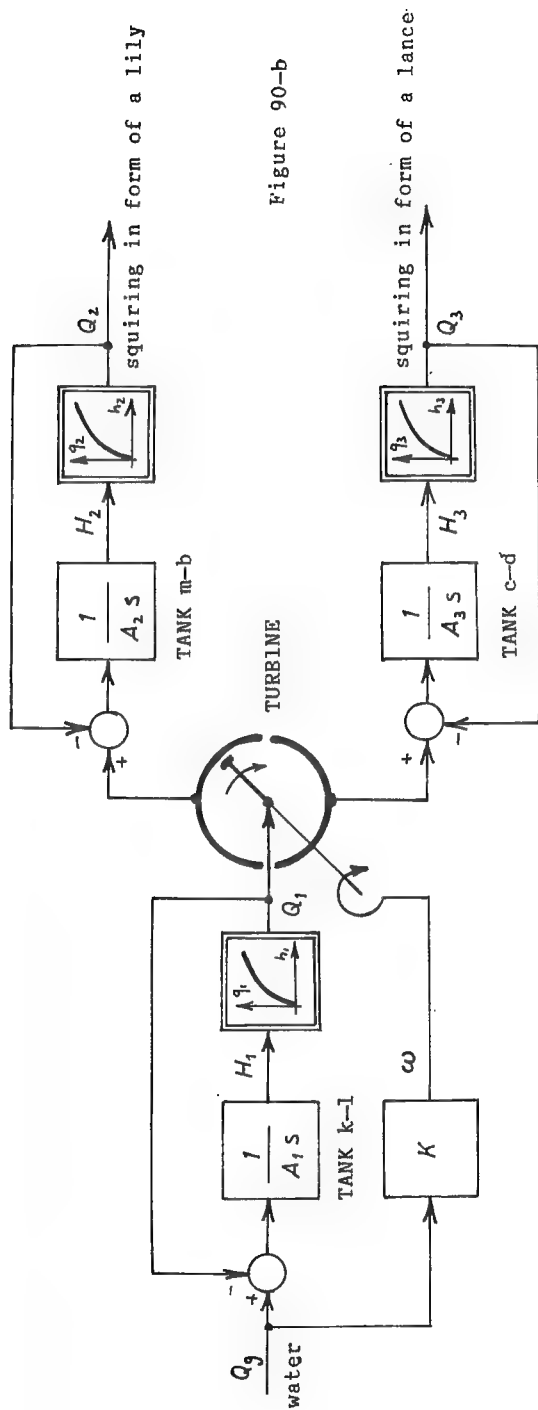 Q₉
water
+
-
1
A₁ s
TANK k-l
H₁
q₁
h₁
Q₁
K
ω
TURBINE
+
-
1
A₂ s
TANK m-b
H₂
q₂
h₂
Q₂
squiring in form of a lily
+
-
1
A₃ s
TANK c-d
H₃
q₃
h₃
Q₃
squiring in form of a lance
Figure 90-b